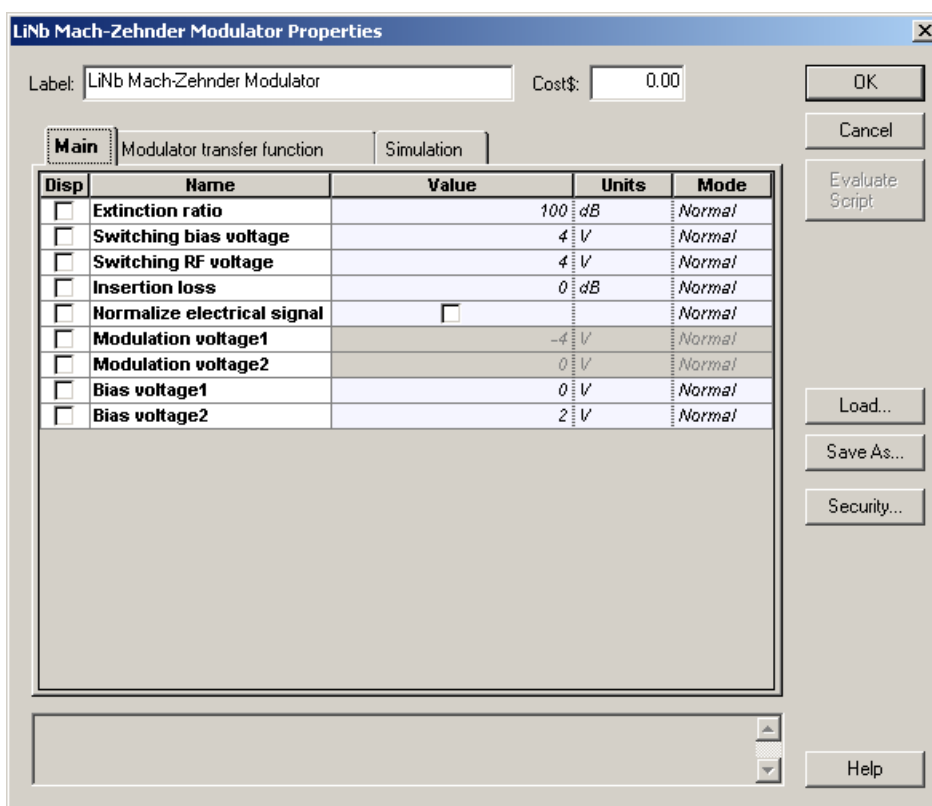 LiNb Mach-Zehnder Modulator Properties
Label: LiNb Mach-Zehnder Modulator Cost$: 0.00 OK
Cancel
Main Modulator transfer function Simulation
Evaluate Script
Disp Name Value Units Mode
Extinction ratio 100 dB Normal
Switching bias voltage 4 V Normal
Switching RF voltage 4 V Normal
Insertion loss 0 dB Normal
Normalize electrical signal Normal
Modulation voltage1 -4 V Normal
Modulation voltage2 0 V Normal
Bias voltage1 0 V Normal
Bias voltage2 2 V Normal
Load...
Save As...
Security...
Help